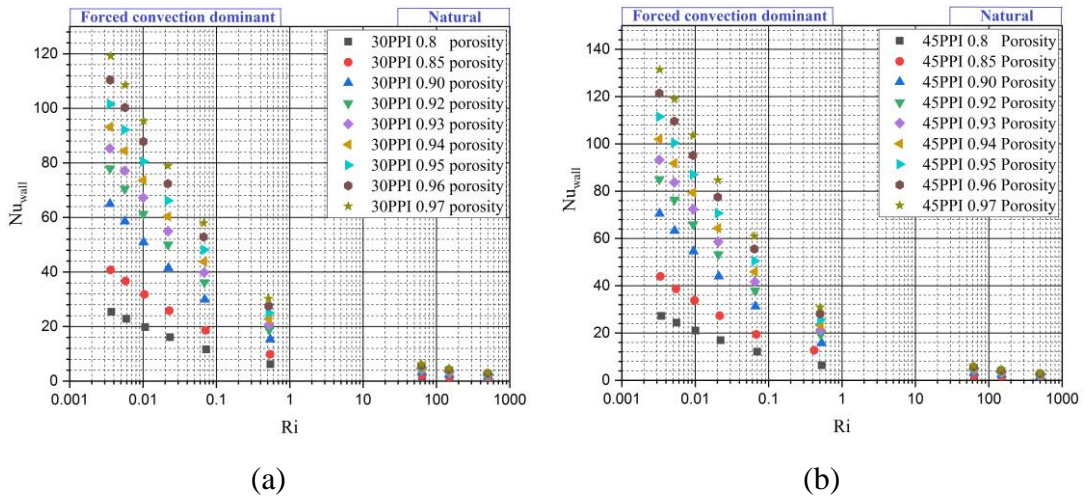 Forced convection dominant
Natural
120
100
80
60
40
20
0
Nuwall
30PPI 0.8 porosity
30PPI 0.85 porosity
30PPI 0.90 porosity
30PPI 0.92 porosity
30PPI 0.93 porosity
30PPI 0.94 porosity
30PPI 0.95 porosity
30PPI 0.96 porosity
30PPI 0.97 porosity
0.001 0.01 0.1 1 10 100 1000
Ri
(a)
Forced convection dominant
Natural
140
120
100
80
60
40
20
0
Nuwall
45PPI 0.8 Porosity
45PPI 0.85 Porosity
45PPI 0.90 Porosity
45PPI 0.92 Porosity
45PPI 0.93 Porosity
45PPI 0.94 Porosity
45PPI 0.95 Porosity
45PPI 0.96 Porosity
45PPI 0.97 Porosity
0.001 0.01 0.1 1 10 100 1000
Ri
(b)